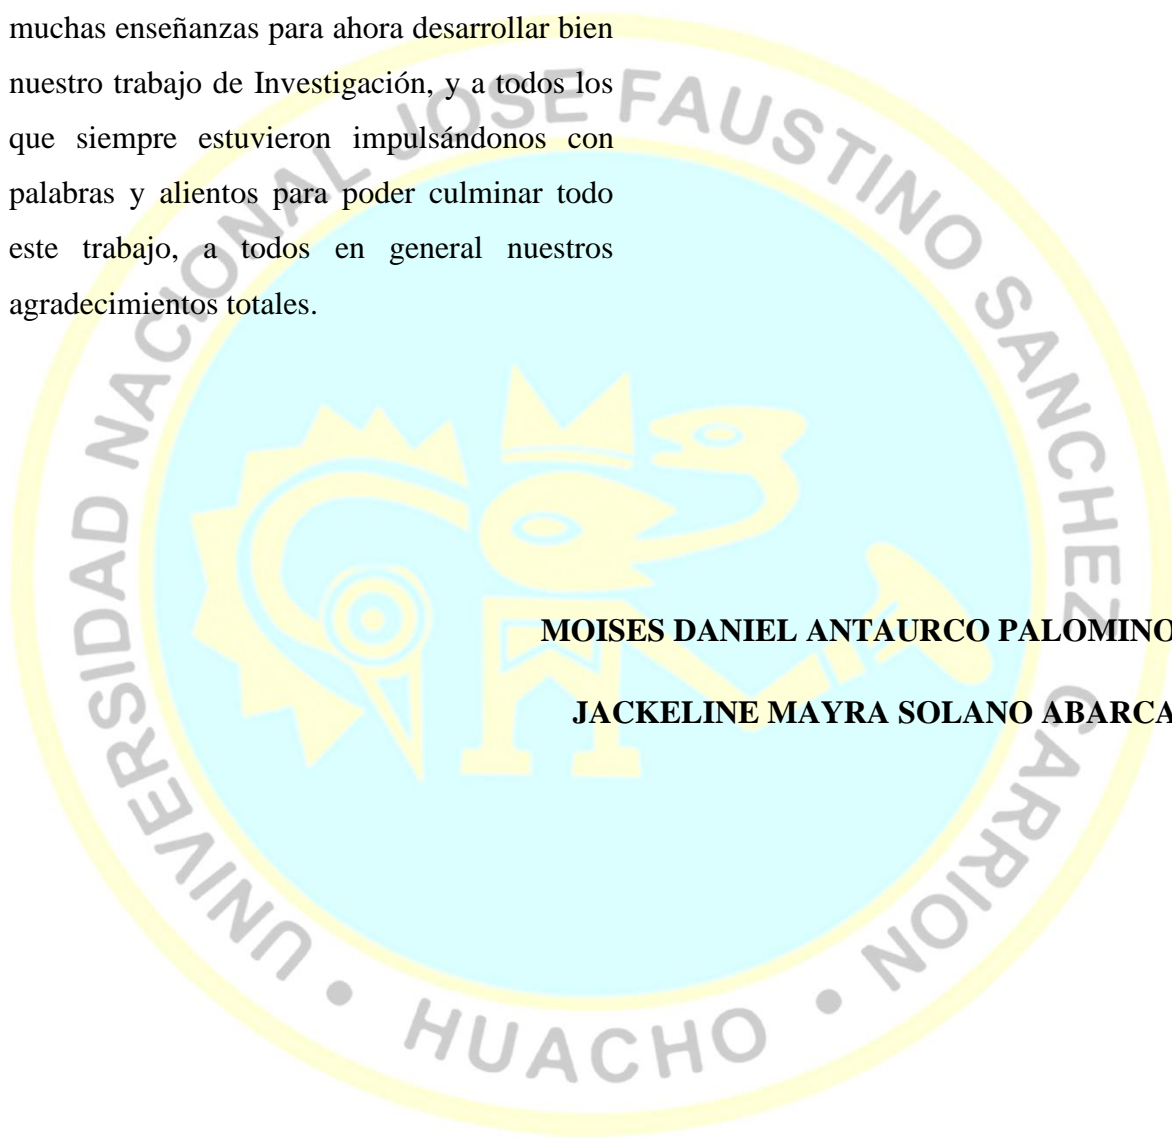 muchas enseñanzas para ahora desarrollar bien
nuestro trabajo de Investigación, y a todos los
que siempre estuvieron impulsándonos con
palabras y alientos para poder culminar todo
este trabajo, a todos en general nuestros
agradecimientos totales.
MOISES DANIEL ANTAURCO PALOMINO
JACKELINE MAYRA SOLANO ABARCA
UNIVERSIDAD NACIONAL JOSE FAUSTINO SANCHEZ CARRION • HUACHO •